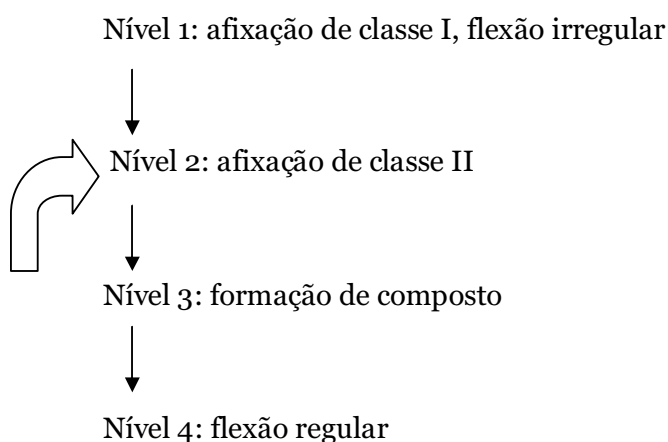 Nível 1: afixação de classe I, flexão irregular
Nível 2: afixação de classe II
Nível 3: formação de composto
Nível 4: flexão regular